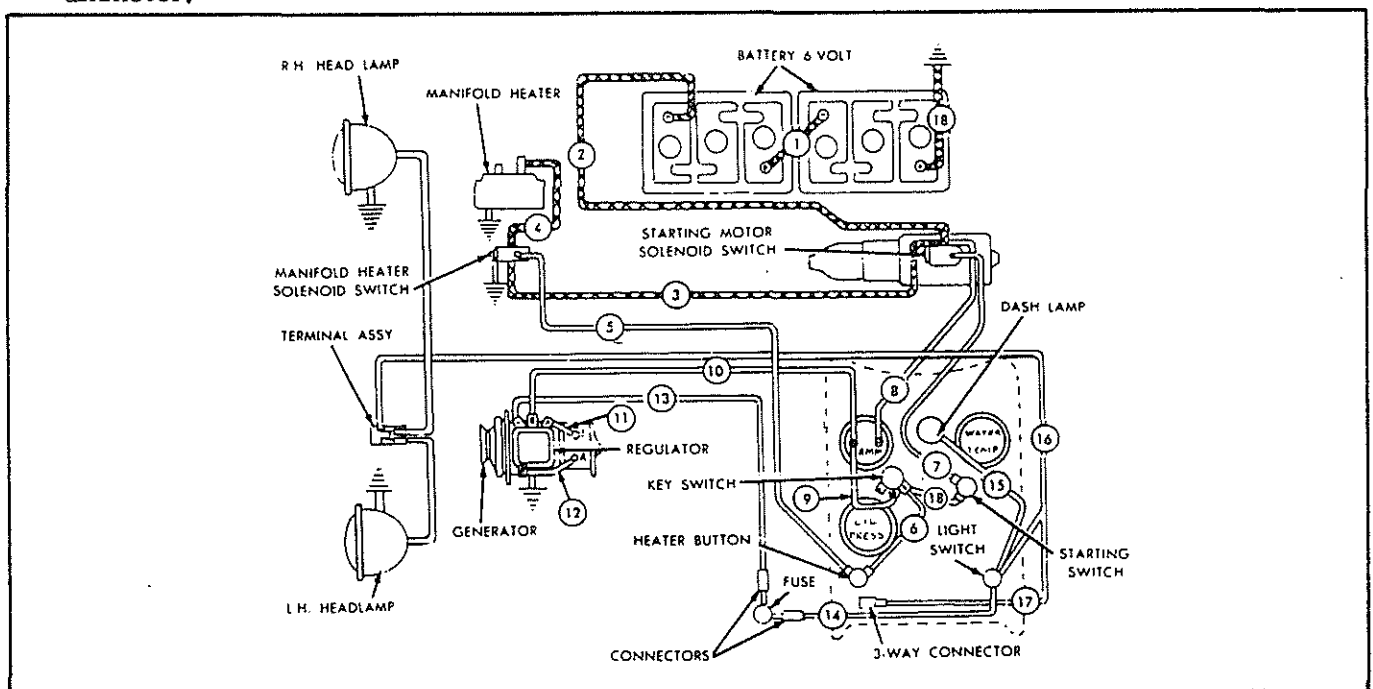 ammeter.
BATTERY 6 VOLT
R.H. HEAD LAMP
MANIFOLD HEATER
18
1
2
4
STARTING MOTOR
SOLENOID SWITCH
MANIFOLD HEATER
SOLENOID SWITCH
3
DASH LAMP
5
TERMINAL ASSY
10
8
13
11
AMP
WATER
TEMP
16
REGULATOR
7
15
KEY SWITCH
9
18
12
OIL
PRESS
6
GENERATOR
HEATER BUTTON
LIGHT
SWITCH
STARTING
SWITCH
FUSE
L.H. HEADLAMP
14
17
CONNECTORS
3-WAY CONNECTOR